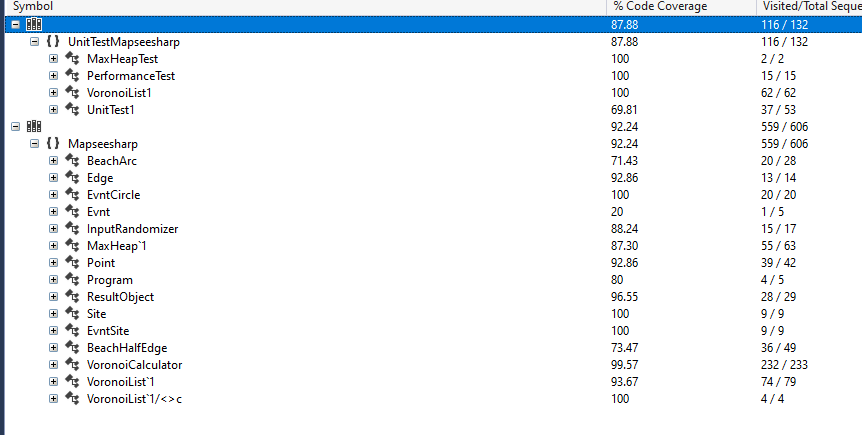 Symbol % Code Coverage Visited/Total Seque
87.88 116 / 132
{ } UnitTestMapseesharp 87.88 116 / 132
MaxHeapTest 100 2 / 2
PerformanceTest 100 15 / 15
VoronoiList1 100 62 / 62
UnitTest1 69.81 37 / 53
92.24 559 / 606
{ } Mapseesharp 92.24 559 / 606
BeachArc 71.43 20 / 28
Edge 92.86 13 / 14
EvntCircle 100 20 / 20
Evnt 20 1 / 5
InputRandomizer 88.24 15 / 17
MaxHeap`1 87.30 55 / 63
Point 92.86 39 / 42
Program 80 4 / 5
ResultObject 96.55 28 / 29
Site 100 9 / 9
EvntSite 100 9 / 9
BeachHalfEdge 73.47 36 / 49
VoronoiCalculator 99.57 232 / 233
VoronoiList`1 93.67 74 / 79
VoronoiList`1/<>c 100 4 / 4